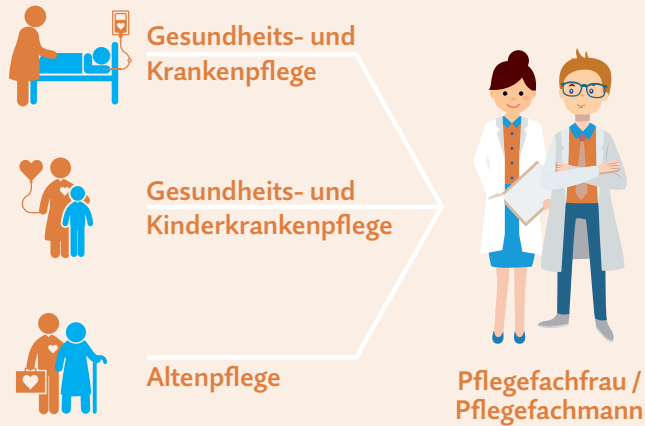 Gesundheits- und
Krankenpflege
Gesundheits- und
Kinderkrankenpflege
Altenpflege
Pflegefachfrau /
Pflegefachmann